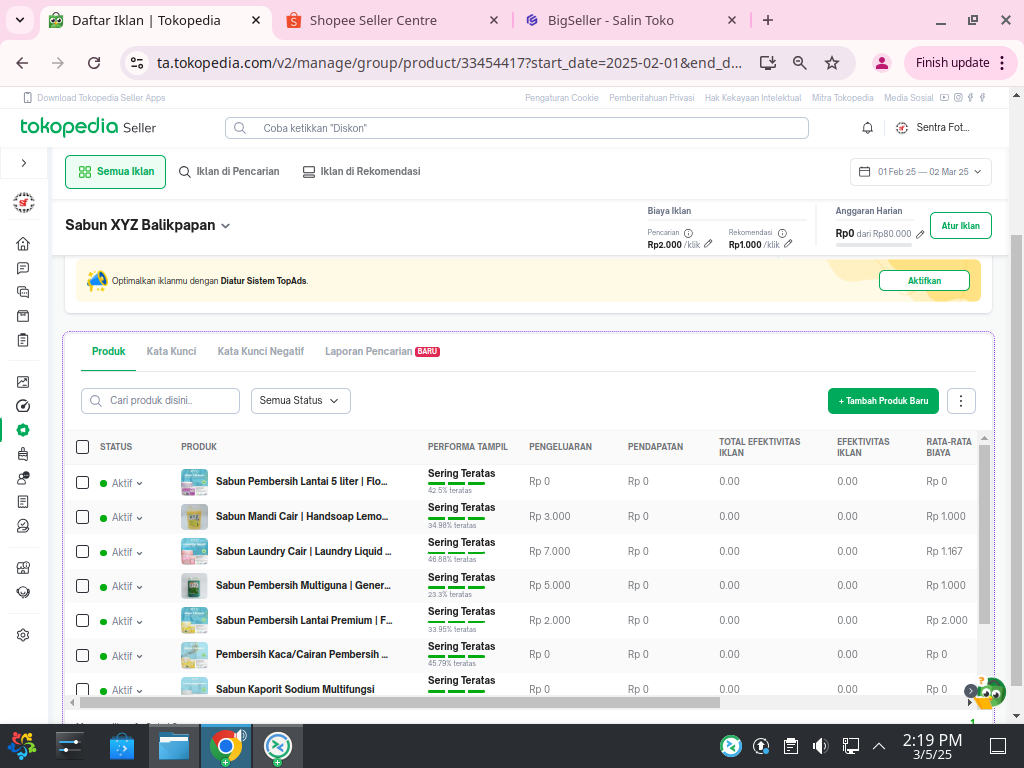 Daftar Iklan | Tokopedia
Shopee Seller Centre
BigSeller - Salin Toko
ta.tokopedia.com/v2/manage/group/product/33454417?start_date=2025-02-01&end_d...
Finish update
Download Tokopedia Seller Apps
Pengaturan Cookie Pemberitahuan Privasi Hak Kekayaan Intelektual Mitra Tokopedia Media Sosial
tokopedia Seller
Coba ketikkan "Diskon"
Sentra Fot...
Semua Iklan
Iklan di Pencarian
Iklan di Rekomendasi
01 Feb 25 — 02 Mar 25
Sabun XYZ Balikpapan
Biaya Iklan
Pencarian
Rp2.000 /klik
Rekomendasi
Rp1.000 /klik
Anggaran Harian
Rp0 dari Rp80.000
Atur Iklan
Optimalkan iklanmu dengan Diatur Sistem TopAds.
Aktifkan
Produk Kata Kunci Kata Kunci Negatif Laporan Pencarian BARU
Cari produk disini..
Semua Status
+ Tambah Produk Baru
STATUS PRODUK PERFORMA TAMPIL PENGELUARAN PENDAPATAN TOTAL EFEKTIVITAS IKLAN EFEKTIVITAS IKLAN RATA-RATA BIAYA
Aktif Sabun Pembersih Lantai 5 liter | Flo... Sering Teratas 42.5% teratas Rp 0 Rp 0 0.00 0.00 Rp 0
Aktif Sabun Mandi Cair | Handsoap Lemo... Sering Teratas 34.98% teratas Rp 3.000 Rp 0 0.00 0.00 Rp 1.000
Aktif Sabun Laundry Cair | Laundry Liquid ... Sering Teratas 46.88% teratas Rp 7.000 Rp 0 0.00 0.00 Rp 1.167
Aktif Sabun Pembersih Multiguna | Gener... Sering Teratas 23.3% teratas Rp 5.000 Rp 0 0.00 0.00 Rp 1.000
Aktif Sabun Pembersih Lantai Premium | F... Sering Teratas 33.95% teratas Rp 2.000 Rp 0 0.00 0.00 Rp 2.000
Aktif Pembersih Kaca/Cairan Pembersih ... Sering Teratas 45.79% teratas Rp 0 Rp 0 0.00 0.00 Rp 0
Aktif Sabun Kaporit Sodium Multifungsi Sering Teratas Rp 0 Rp 0 0.00 0.00 Rp 0
1
2:19 PM
3/5/25